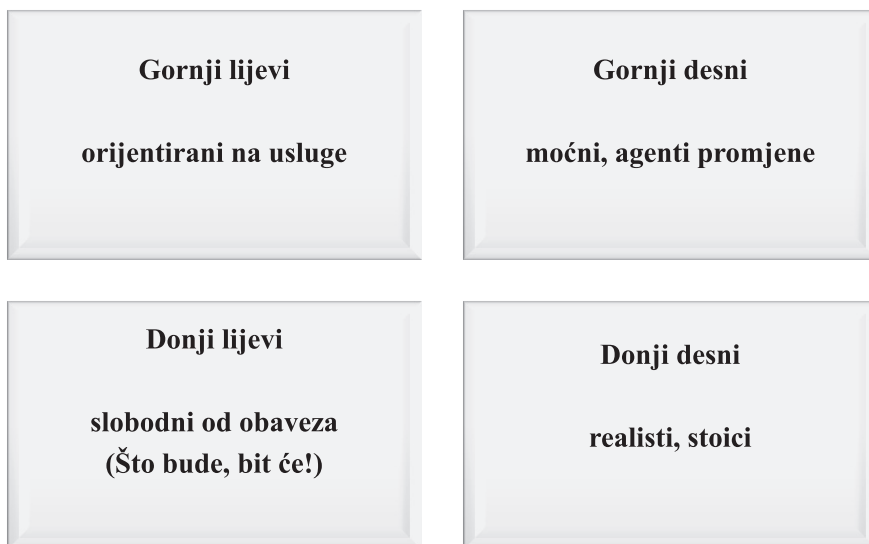 Gornji lijevi
orijentirani na usluge
Gornji desni
moćni, agenti promjene
Donji lijevi
slobodni od obaveza
(Što bude, bit će!)
Donji desni
realisti, stoici